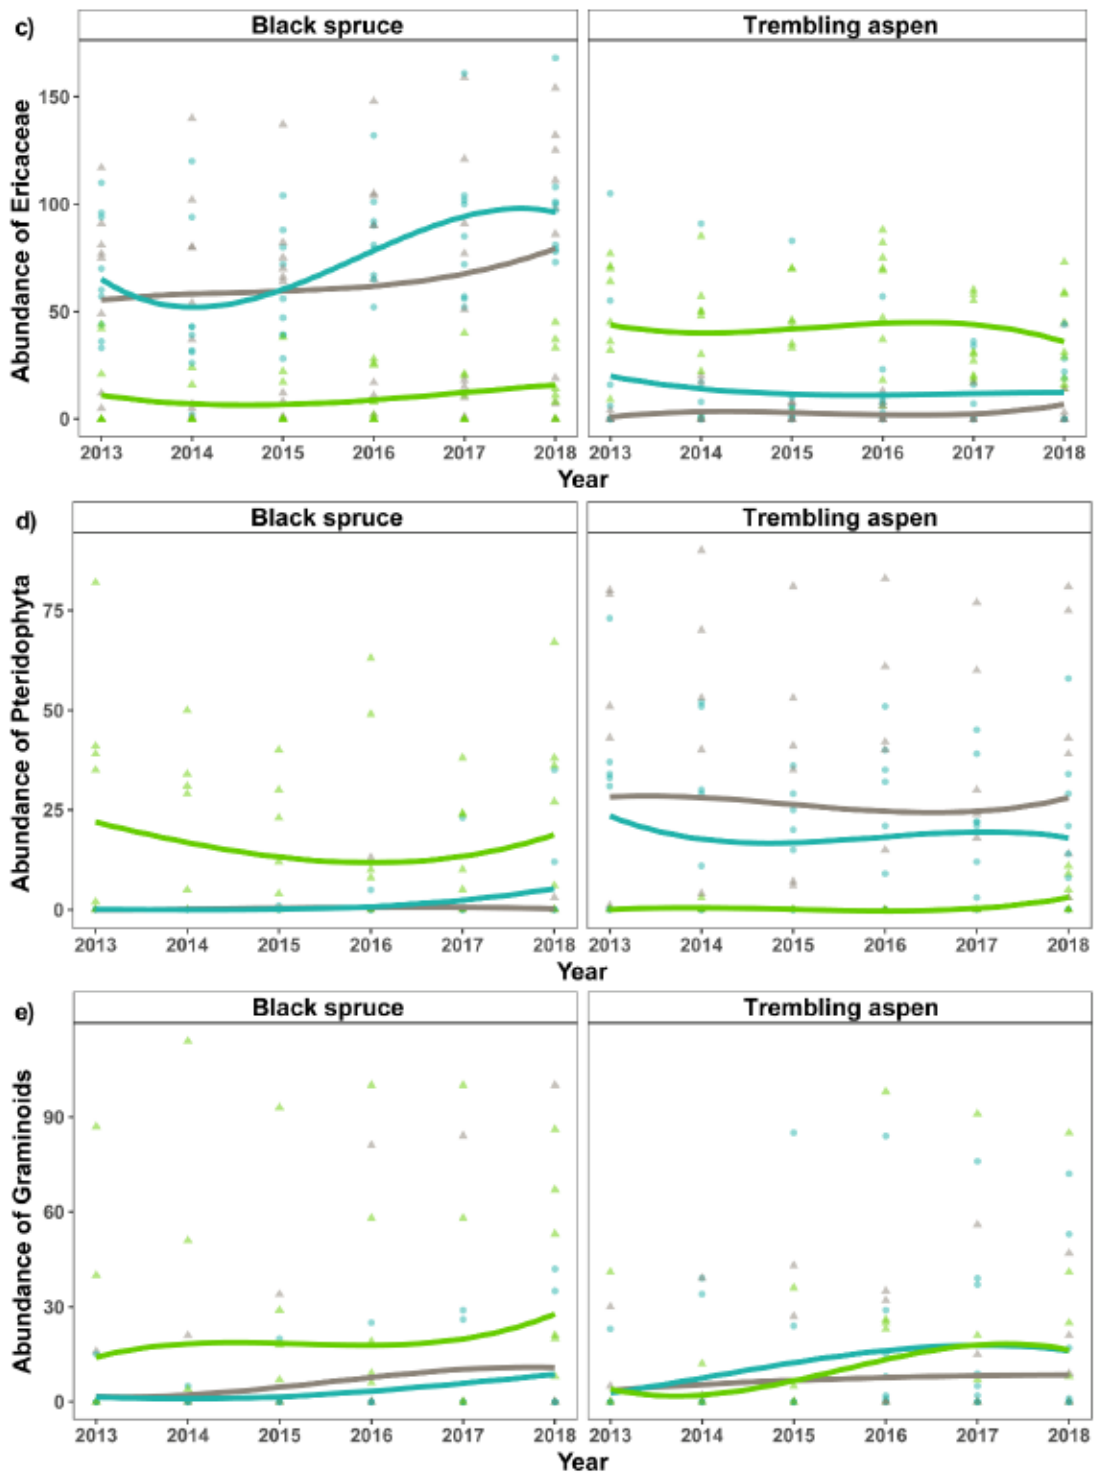 c)
Black spruce
Trembling aspen
Abundance of Ericaceae
150
100
50
0
2013 2014 2015 2016 2017 2018
2013 2014 2015 2016 2017 2018
Year
d)
Black spruce
Trembling aspen
Abundance of Pteridophyta
75
50
25
0
2013 2014 2015 2016 2017 2018
2013 2014 2015 2016 2017 2018
Year
e)
Black spruce
Trembling aspen
Abundance of Graminoids
90
60
30
0
2013 2014 2015 2016 2017 2018
2013 2014 2015 2016 2017 2018
Year